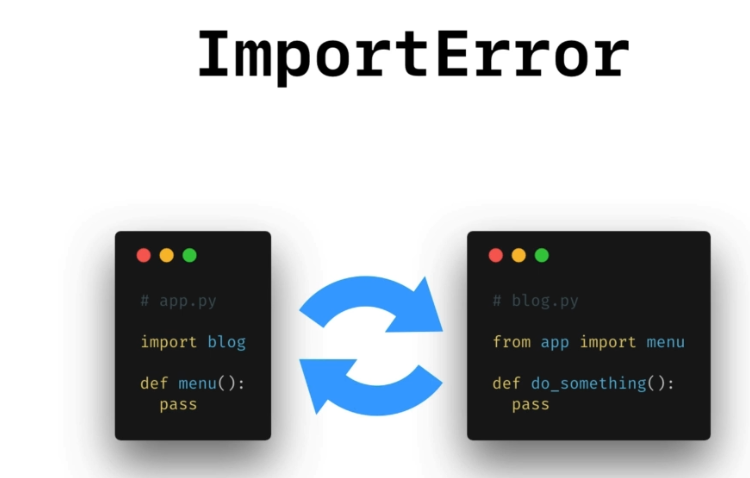 ImportError
# app.py
import blog
def menu():
  pass
# blog.py
from app import menu
def do_something():
  pass